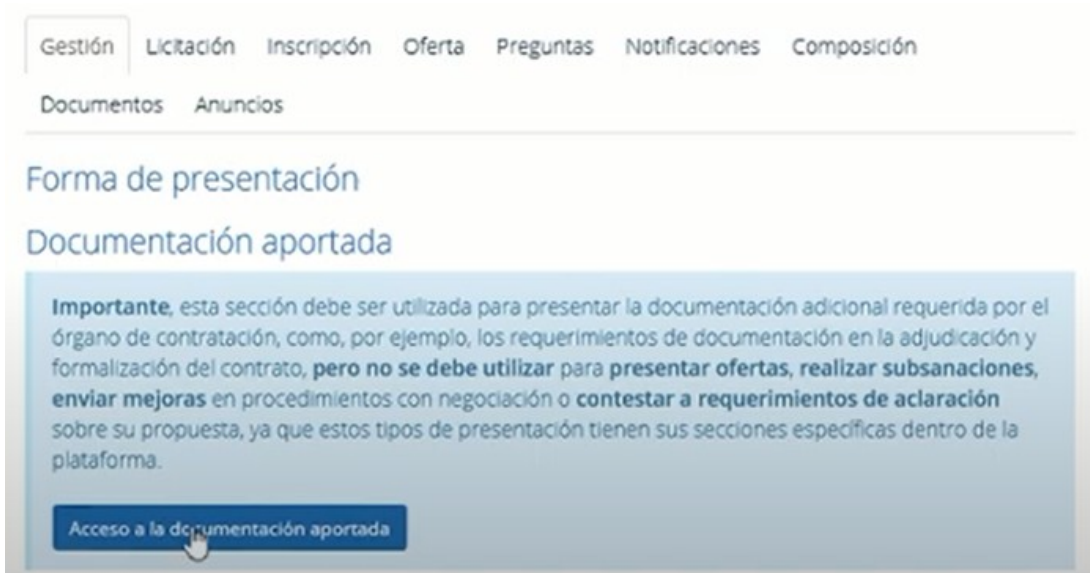 Gestión Licitación Inscripción Oferta Preguntas Notificaciones Composición
Documentos Anuncios
Forma de presentación
Documentación aportada
Importante, esta sección debe ser utilizada para presentar la documentación adicional requerida por el
órgano de contratación, como, por ejemplo, los requerimientos de documentación en la adjudicación y
formalización del contrato, pero no se debe utilizar para presentar ofertas, realizar subsanaciones,
enviar mejoras en procedimientos con negociación o contestar a requerimientos de aclaración
sobre su propuesta, ya que estos tipos de presentación tienen sus secciones específicas dentro de la
plataforma.
Acceso a la documentación aportada